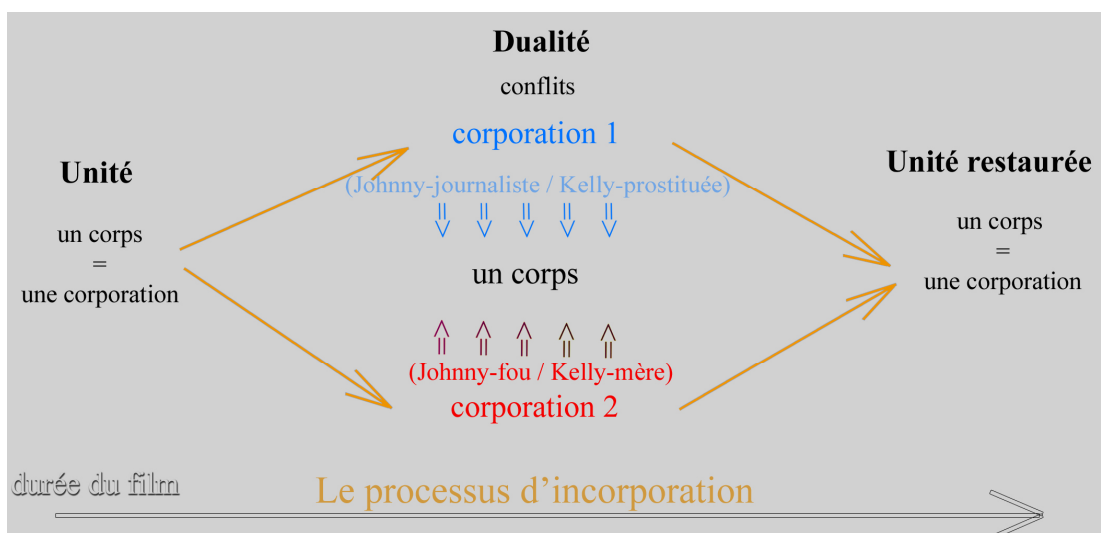 Unité
un corps
=
une corporation
Dualité
conflits
corporation 1
(Johnny-journaliste / Kelly-prostituée)
un corps
(Johnny-fou / Kelly-mère)
corporation 2
Unité restaurée
un corps
=
une corporation
durée du film
Le processus d'incorporation